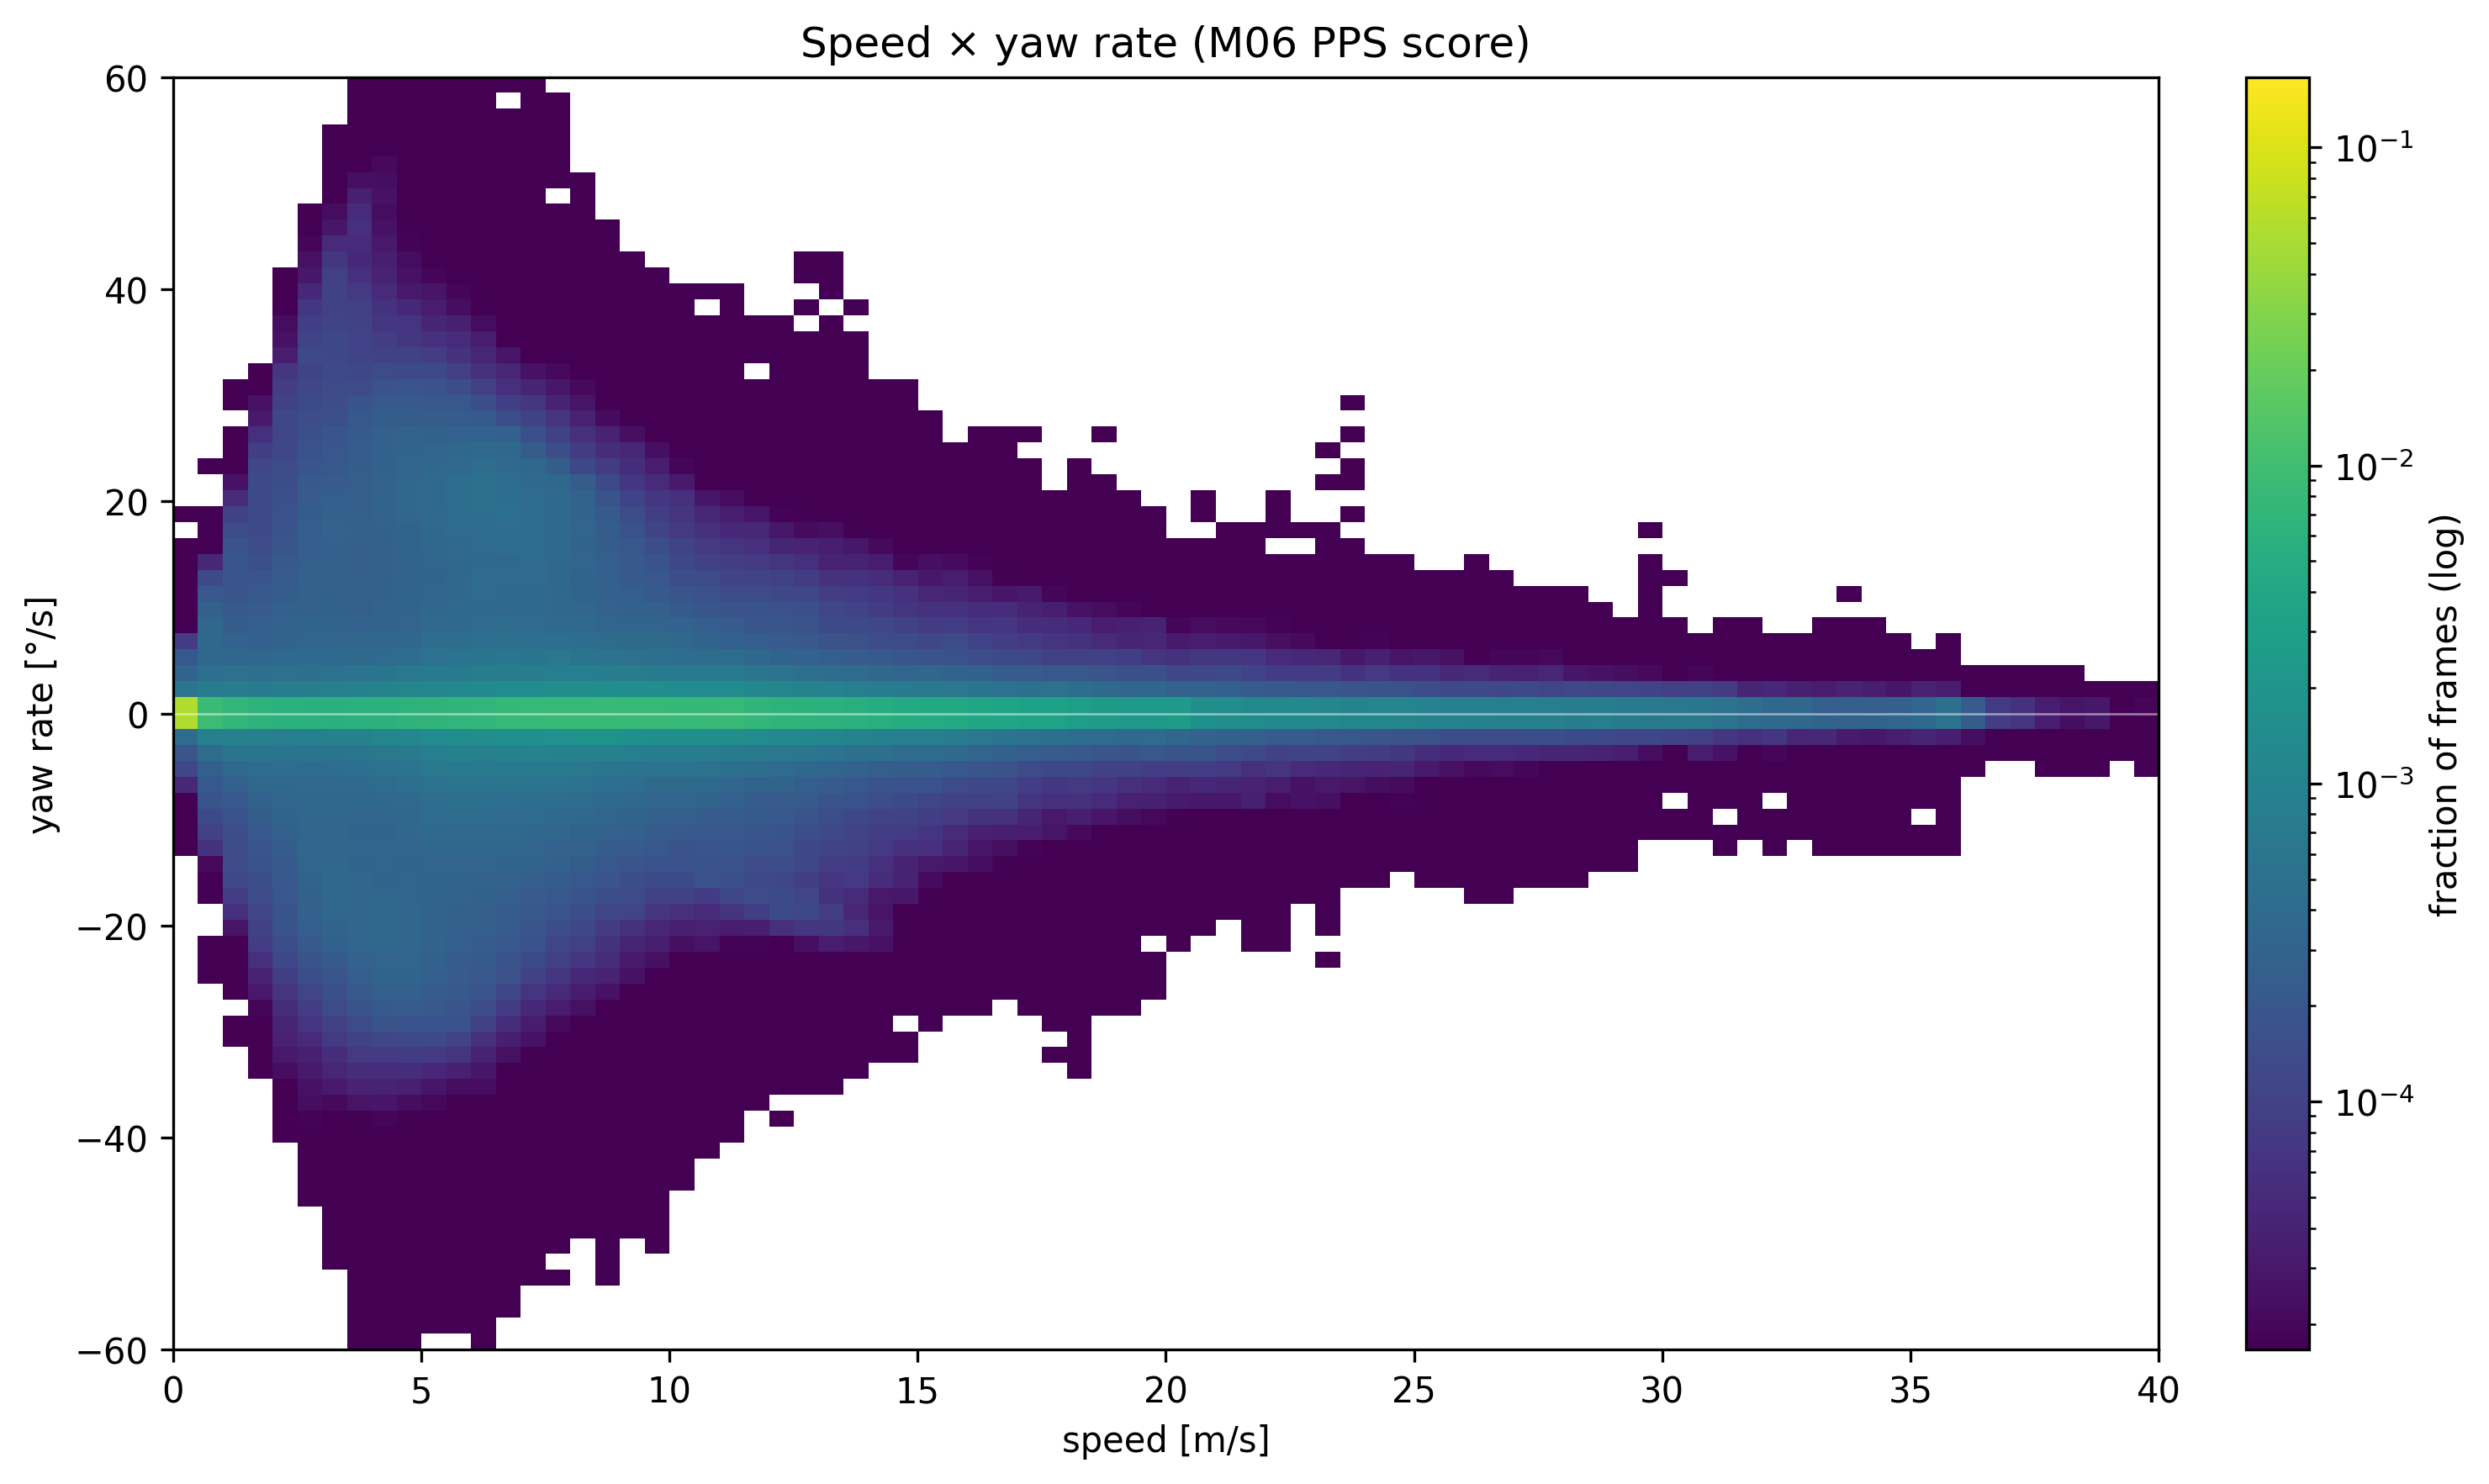 Speed × yaw rate (M06 PPS score)
yaw rate [°/s]
60
40
20
0
−20
−40
−60
0 5 10 15 20 25 30 35 40
speed [m/s]
10⁻¹
10⁻²
10⁻³
10⁻⁴
fraction of frames (log)